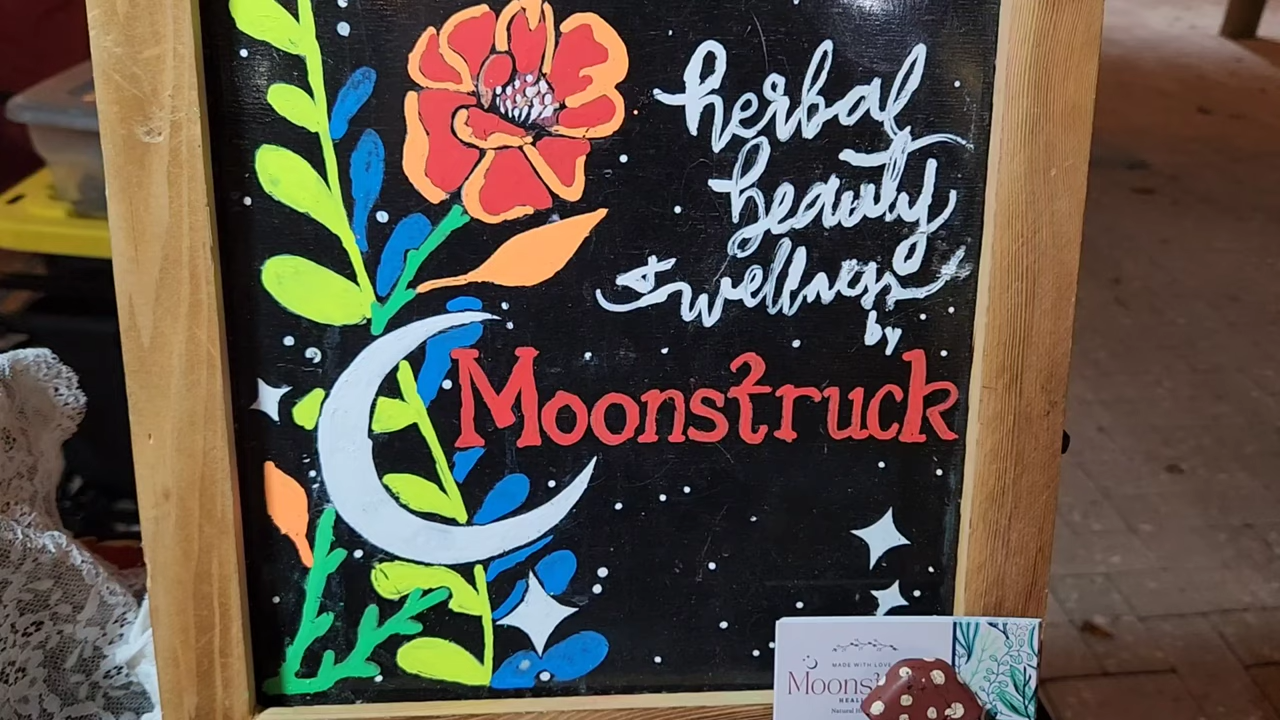 herbal
beauty
+ wellness
by
Moonstruck
MADE WITH LOVE